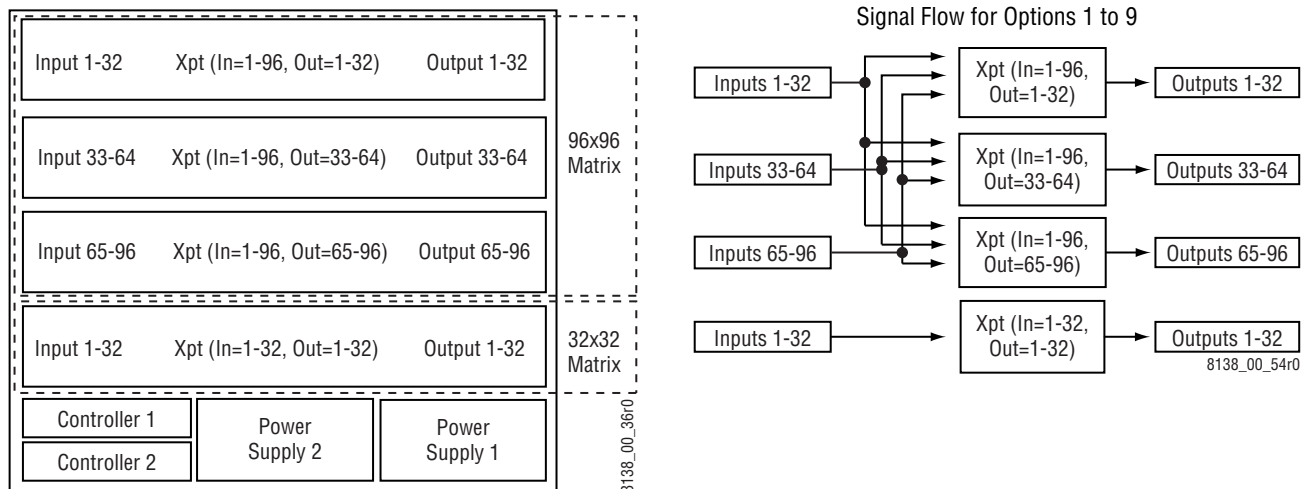 Input 1-32 Xpt (In=1-96, Out=1-32) Output 1-32
Input 33-64 Xpt (In=1-96, Out=33-64) Output 33-64
Input 65-96 Xpt (In=1-96, Out=65-96) Output 65-96
96x96
Matrix
Input 1-32 Xpt (In=1-32, Out=1-32) Output 1-32
32x32
Matrix
Controller 1
Controller 2
Power
Supply 2
Power
Supply 1
8138_00_36r0
Signal Flow for Options 1 to 9
Inputs 1-32
Xpt (In=1-96,
Out=1-32)
Outputs 1-32
Inputs 33-64
Xpt (In=1-96,
Out=33-64)
Outputs 33-64
Inputs 65-96
Xpt (In=1-96,
Out=65-96)
Outputs 65-96
Inputs 1-32
Xpt (In=1-32,
Out=1-32)
Outputs 1-32
8138_00_54r0